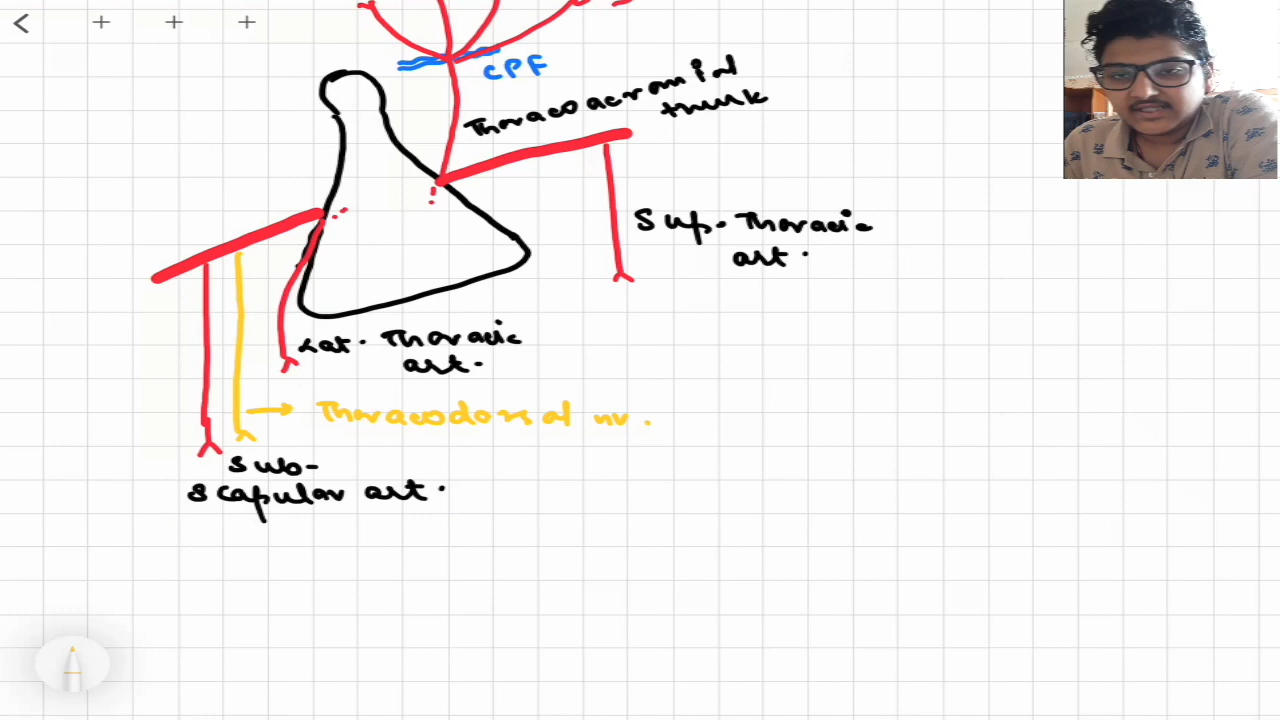 CPF
Thoracoacromial
trunk
Sup. Thoracic
art.
Lat. Thoracic
art.
Thoracodorsal nv.
Sub-
scapular art.